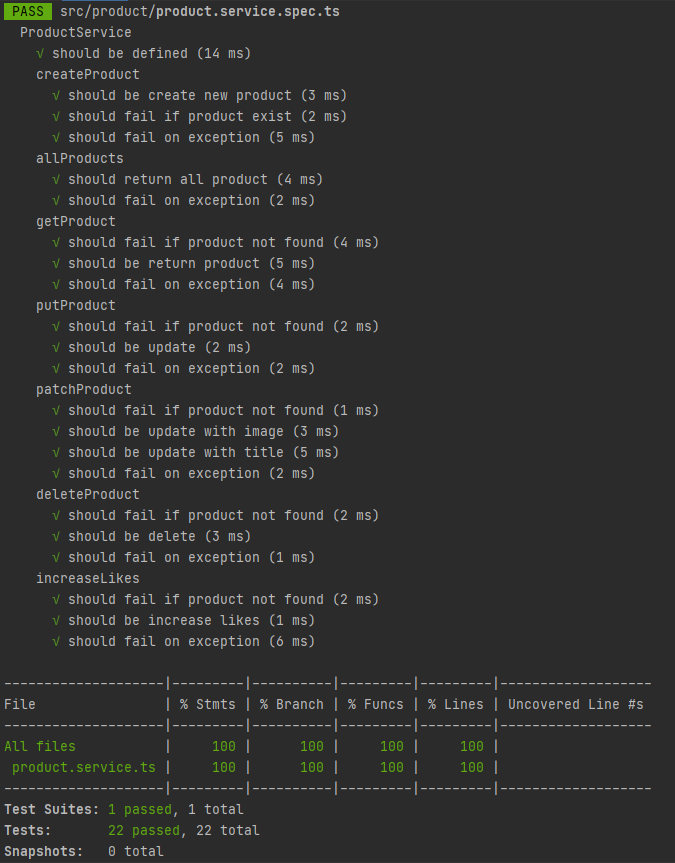 PASS src/product/product.service.spec.ts
ProductService
√ should be defined (14 ms)
createProduct
√ should be create new product (3 ms)
√ should fail if product exist (2 ms)
√ should fail on exception (5 ms)
allProducts
√ should return all product (4 ms)
√ should fail on exception (2 ms)
getProduct
√ should fail if product not found (4 ms)
√ should be return product (5 ms)
√ should fail on exception (4 ms)
putProduct
√ should fail if product not found (2 ms)
√ should be update (2 ms)
√ should fail on exception (2 ms)
patchProduct
√ should fail if product not found (1 ms)
√ should be update with image (3 ms)
√ should be update with title (5 ms)
√ should fail on exception (2 ms)
deleteProduct
√ should fail if product not found (2 ms)
√ should be delete (3 ms)
√ should fail on exception (1 ms)
increaseLikes
√ should fail if product not found (2 ms)
√ should be increase likes (1 ms)
√ should fail on exception (6 ms)
--------------------|---------|----------|---------|---------|-------------------
File                | % Stmts | % Branch | % Funcs | % Lines | Uncovered Line #s
--------------------|---------|----------|---------|---------|-------------------
All files           |     100 |      100 |     100 |     100 |
 product.service.ts |     100 |      100 |     100 |     100 |
--------------------|---------|----------|---------|---------|-------------------
Test Suites: 1 passed, 1 total
Tests:       22 passed, 22 total
Snapshots:   0 total